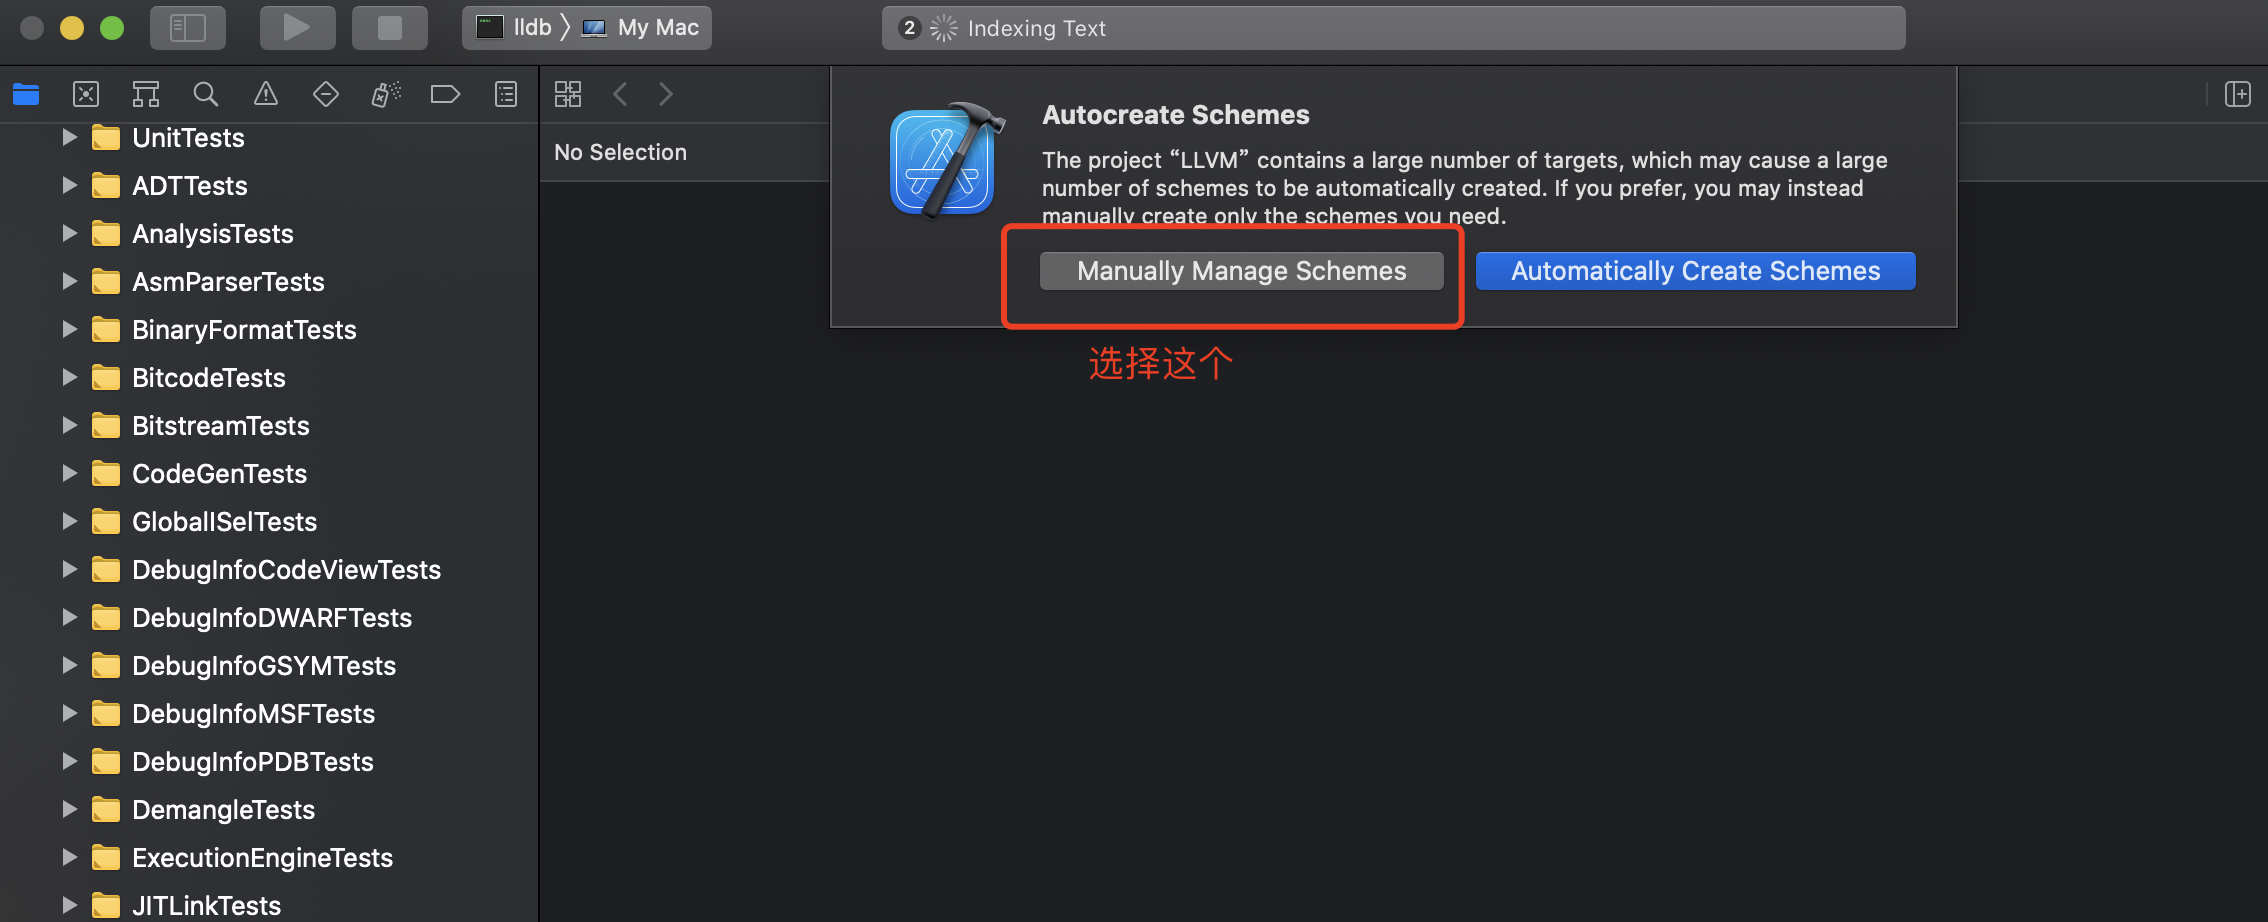 lldb
My Mac
2
Indexing Text
No Selection
UnitTests
ADTTests
AnalysisTests
AsmParserTests
BinaryFormatTests
BitcodeTests
BitstreamTests
CodeGenTests
GlobalISelTests
DebugInfoCodeViewTests
DebugInfoDWARFTests
DebugInfoGSYMTests
DebugInfoMSFTests
DebugInfoPDBTests
DemangleTests
ExecutionEngineTests
JITLinkTests
Autocreate Schemes
The project “LLVM” contains a large number of targets, which may cause a large
number of schemes to be automatically created. If you prefer, you may instead
manually create only the schemes you need.
Manually Manage Schemes
Automatically Create Schemes
选择这个